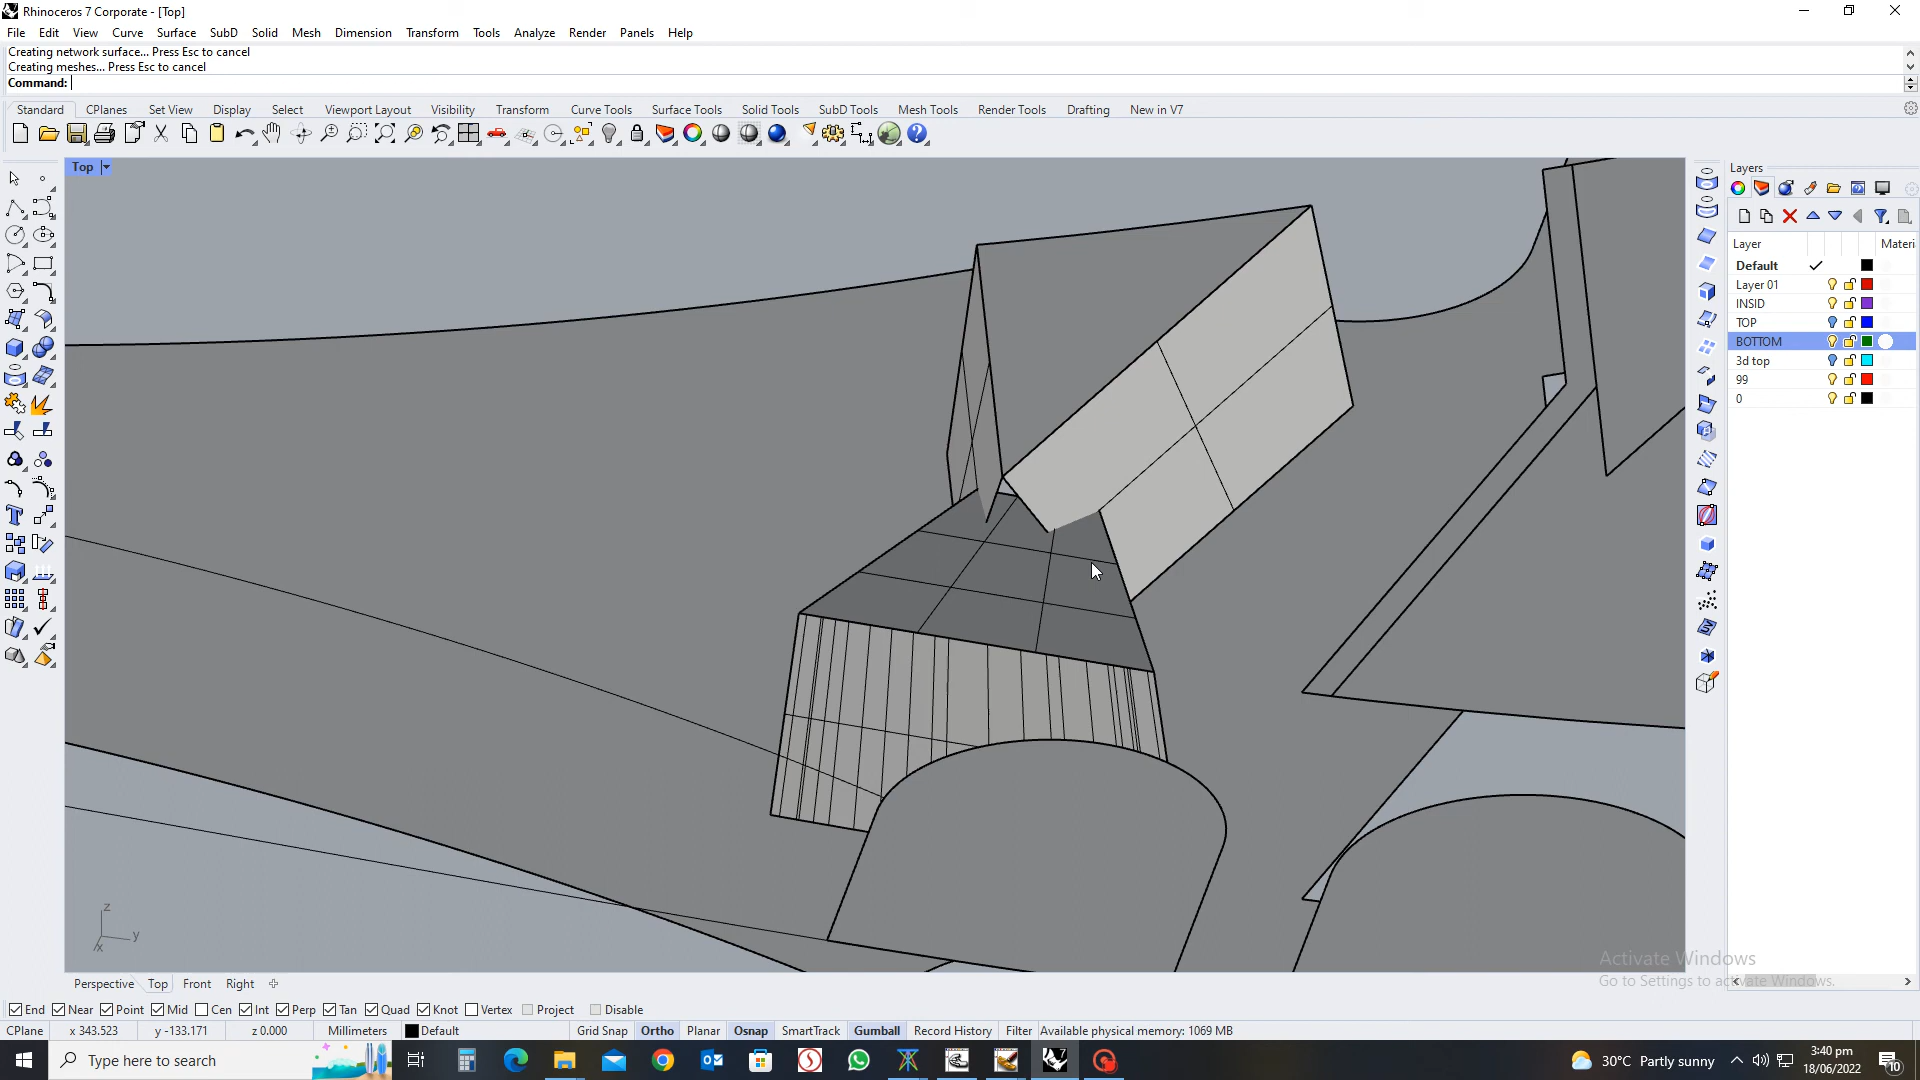 Rhinoceros 7 Corporate - [Top]
File Edit View Curve Surface SubD Solid Mesh Dimension Transform Tools Analyze Render Panels Help
Creating network surface... Press Esc to cancel
Creating meshes... Press Esc to cancel
Command:
Standard CPlanes Set View Display Select Viewport Layout Visibility Transform Curve Tools Surface Tools Solid Tools SubD Tools Mesh Tools Render Tools Drafting New in V7
Top
Layers
Layer Materi
Default
Layer 01
INSID
TOP
BOTTOM
3d top
99
0
z
y
x
Activate Windows
Go to Settings to activate Windows.
Perspective Top Front Right
End Near Point Mid Cen Int Perp Tan Quad Knot Vertex Project Disable
CPlane x 343.523 y -133.171 z 0.000 Millimeters Default Grid Snap Ortho Planar Osnap SmartTrack Gumball Record History Filter Available physical memory: 1069 MB
Type here to search
30°C Partly sunny
3:40 pm
18/06/2022
10